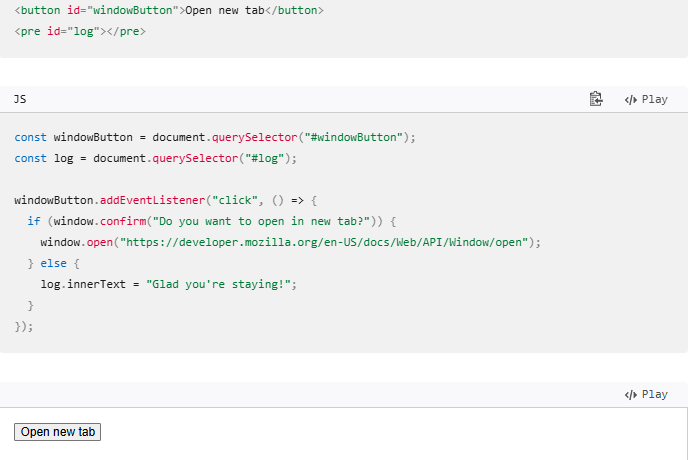 <button id="windowButton">Open new tab</button>
<pre id="log"></pre>
JS
Play
const windowButton = document.querySelector("#windowButton");
const log = document.querySelector("#log");
windowButton.addEventListener("click", () => {
if (window.confirm("Do you want to open in new tab?")) {
window.open("https://developer.mozilla.org/en-US/docs/Web/API/Window/open");
} else {
log.innerText = "Glad you're staying!";
}
});
Play
Open new tab